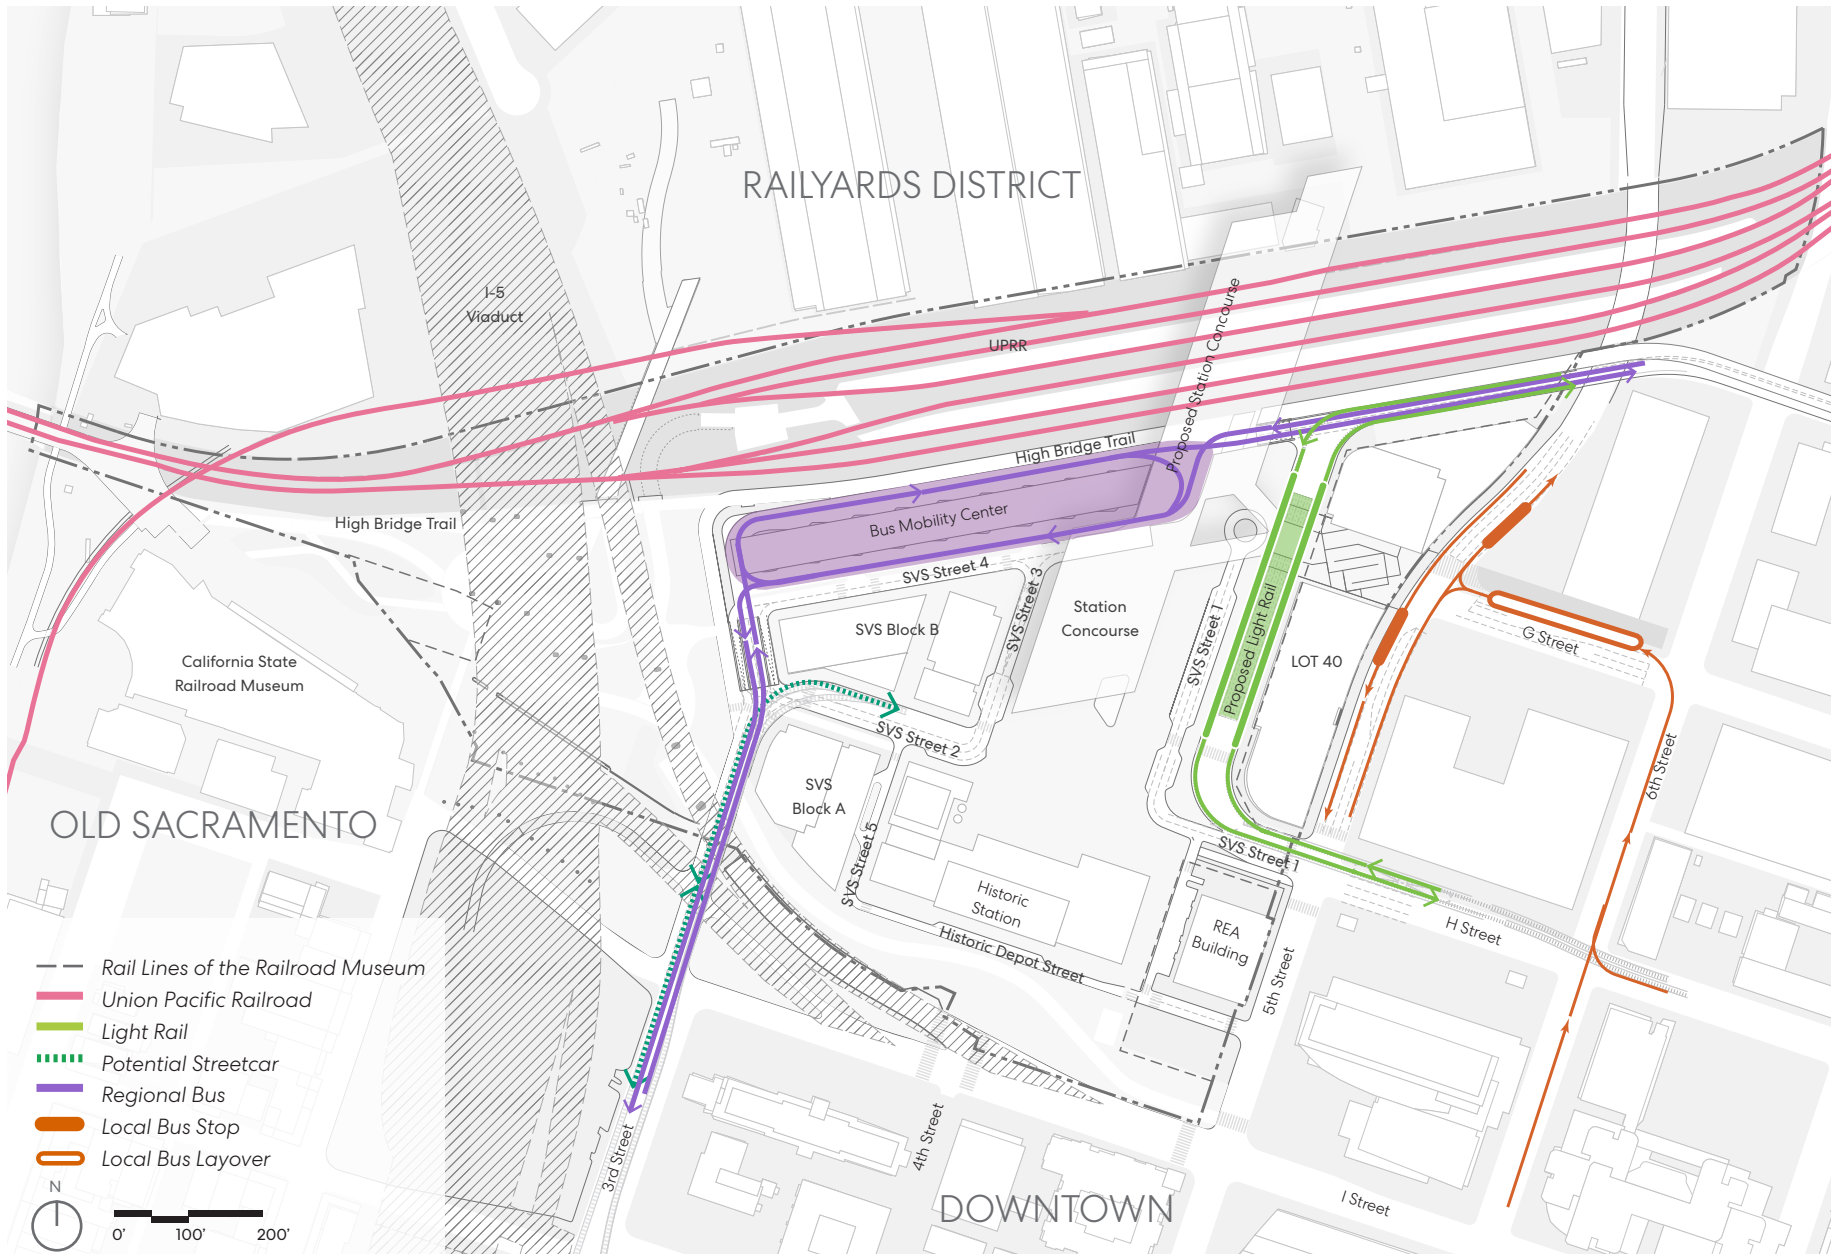 RAILYARDS DISTRICT
I-5
Viaduct
UPRR
Proposed Station Concourse
High Bridge Trail
High Bridge Trail
Bus Mobility Center
SVS Street 4
SVS Street 3
SVS Block B
Station
Concourse
SVS Street 1
Proposed Light Rail
LOT 40
G Street
California State
Railroad Museum
SVS Street 2
6th Street
SVS
Block A
OLD SACRAMENTO
SVS Street 5
SVS Street 1
Historic
Station
REA
Building
H Street
Historic Depot Street
5th Street
Rail Lines of the Railroad Museum
Union Pacific Railroad
Light Rail
Potential Streetcar
Regional Bus
Local Bus Stop
Local Bus Layover
N
0' 100' 200'
3rd Street
4th Street
DOWNTOWN
I Street